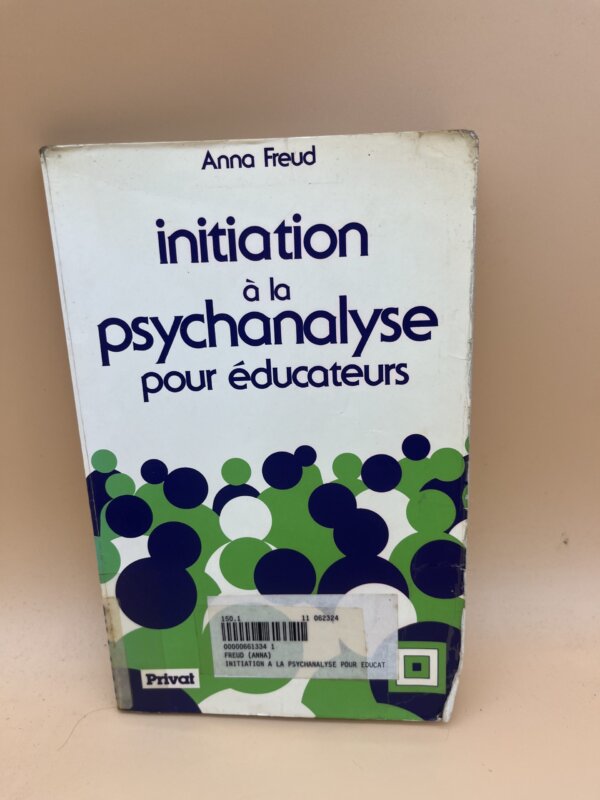 Anna Freud
initiation
à la
psychanalyse
pour éducateurs
150.1 11 062324
00000661334 1
FREUD (ANNA)
INITIATION A LA PSYCHANALYSE POUR EDUCAT
Privat